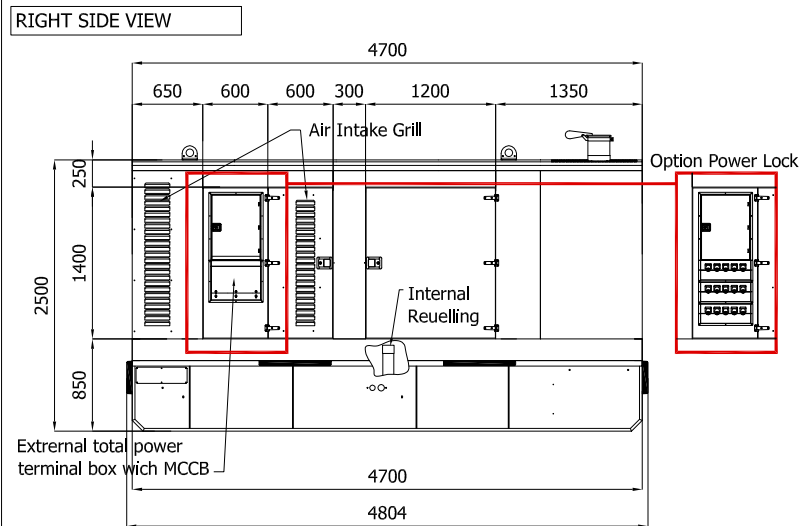 RIGHT SIDE VIEW
4700
650 600 600 300 1200 1350
Air Intake Grill
Option Power Lock
250
1400
2500
850
Internal
Reuelling
Extrernal total power
terminal box wich MCCB
4700
4804